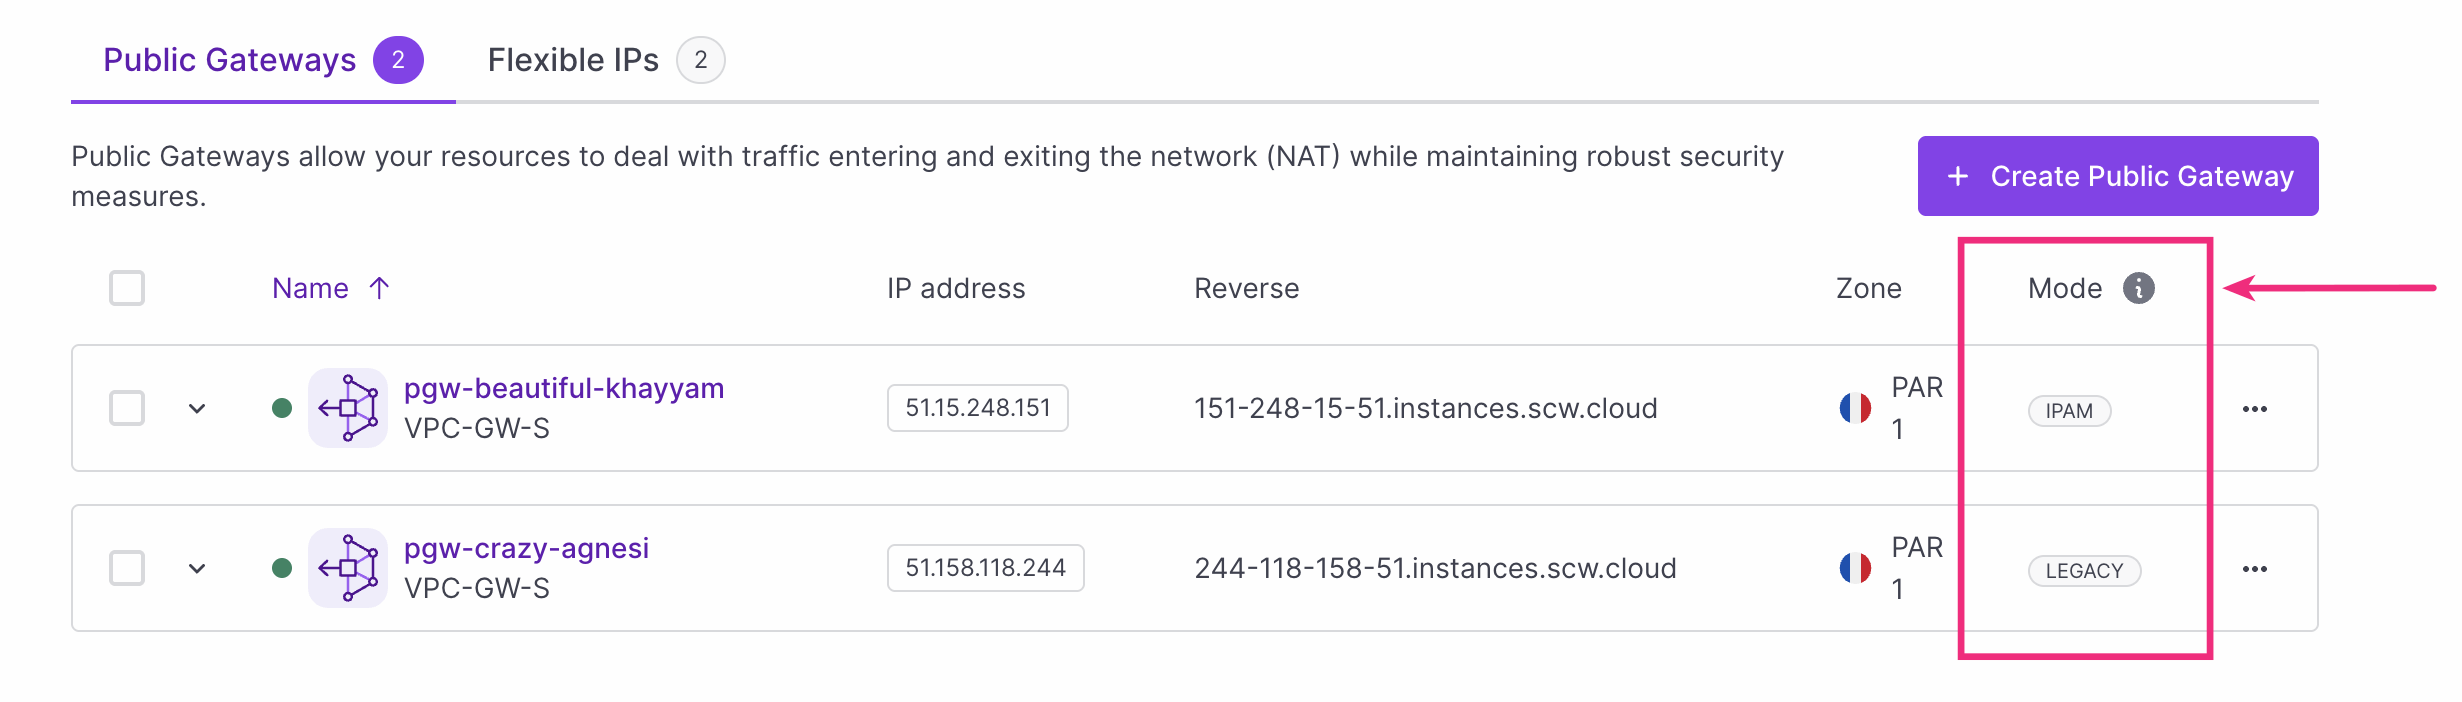 Public Gateways 2 Flexible IPs 2
Public Gateways allow your resources to deal with traffic entering and exiting the network (NAT) while maintaining robust security
measures.
+ Create Public Gateway
Name ↑ IP address Reverse Zone Mode i
pgw-beautiful-khayyam
VPC-GW-S
51.15.248.151
151-248-15-51.instances.scw.cloud
PAR
1
IPAM
pgw-crazy-agnesi
VPC-GW-S
51.158.118.244
244-118-158-51.instances.scw.cloud
PAR
1
LEGACY